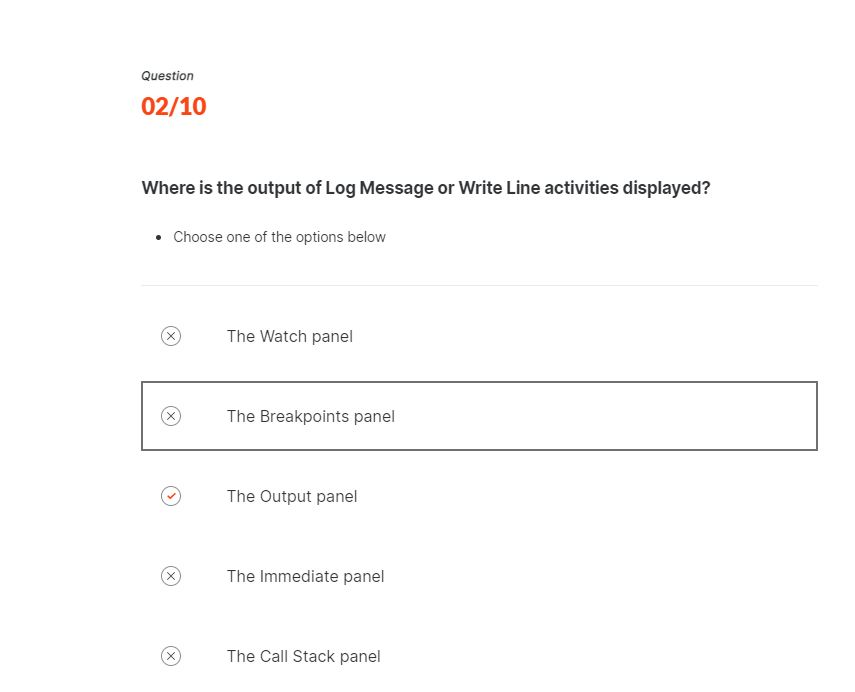 Question
02/10
Where is the output of Log Message or Write Line activities displayed?
Choose one of the options below
The Watch panel
The Breakpoints panel
The Output panel
The Immediate panel
The Call Stack panel